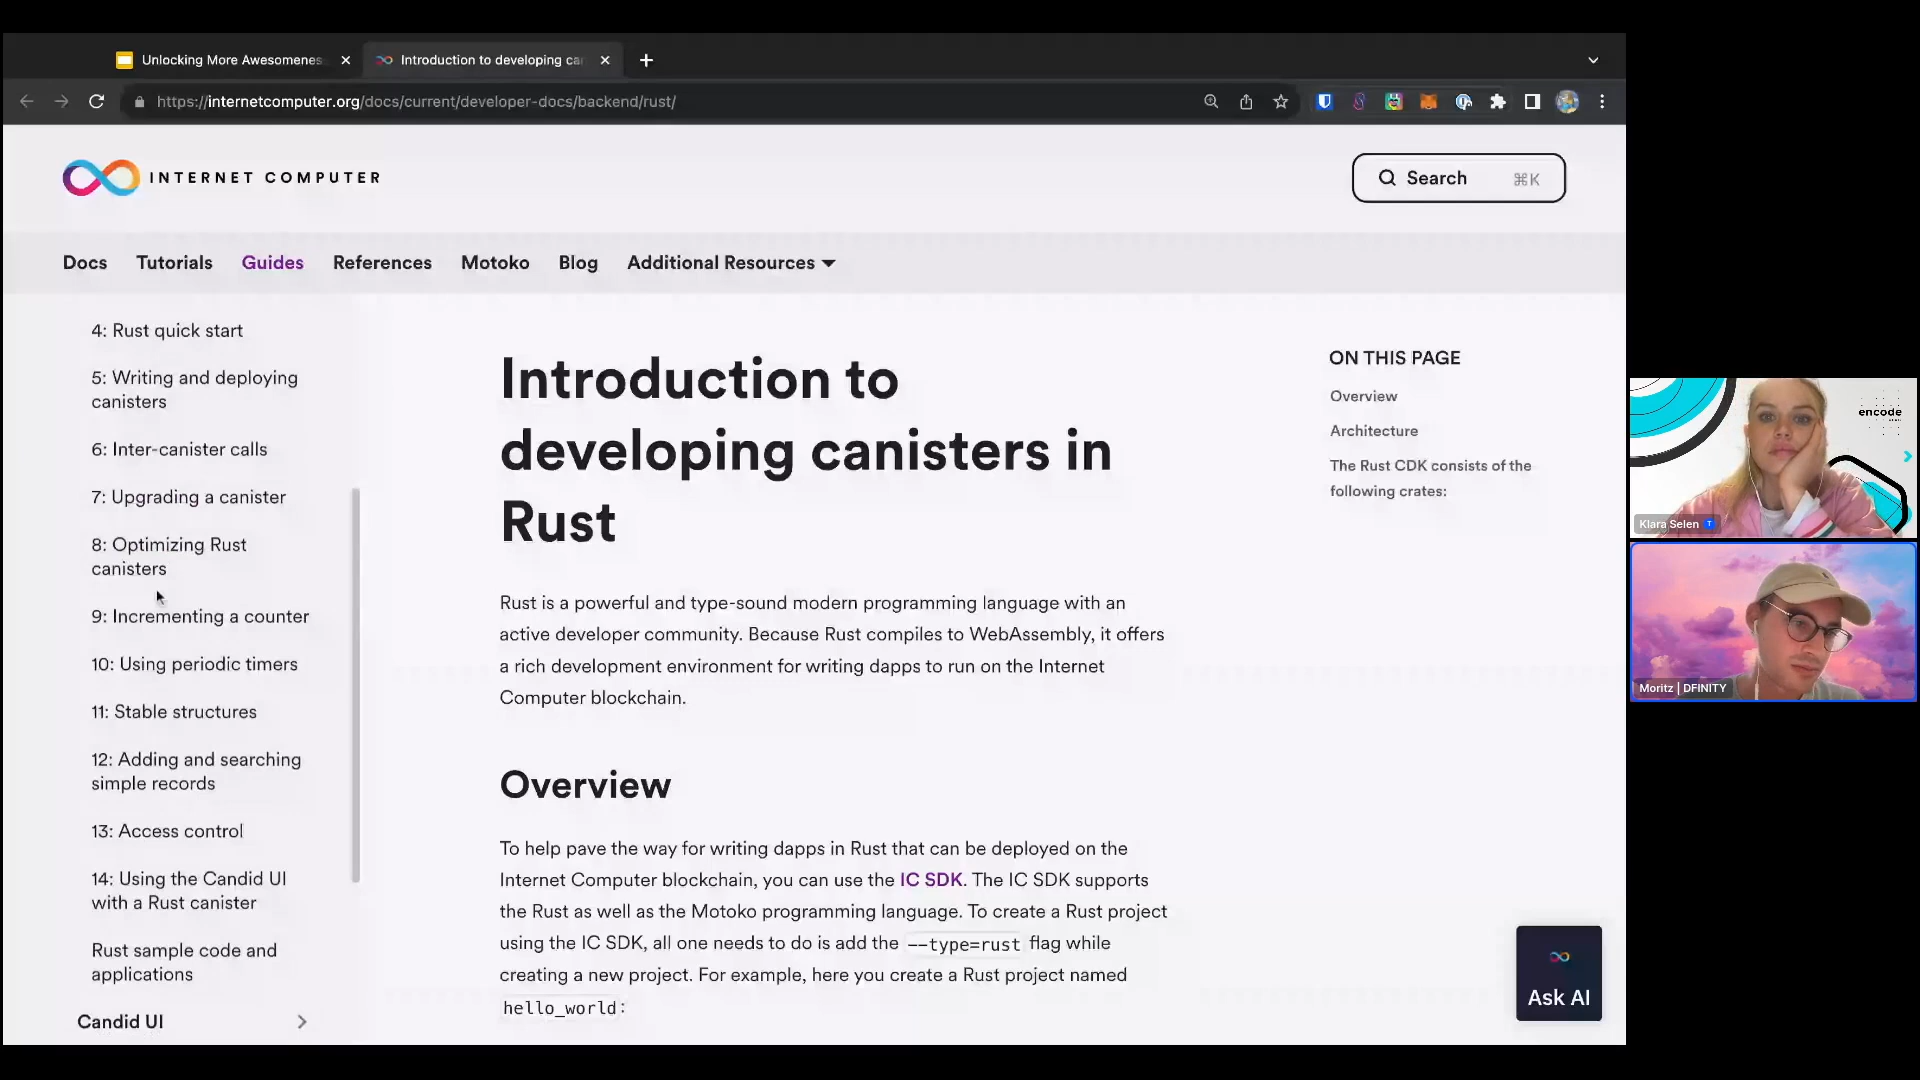 Unlocking More Awesomenes
Introduction to developing ca
https://internetcomputer.org/docs/current/developer-docs/backend/rust/
INTERNET COMPUTER
Search ⌘K
Docs Tutorials Guides References Motoko Blog Additional Resources
4: Rust quick start
5: Writing and deploying
canisters
6: Inter-canister calls
7: Upgrading a canister
8: Optimizing Rust
canisters
9: Incrementing a counter
10: Using periodic timers
11: Stable structures
12: Adding and searching
simple records
13: Access control
14: Using the Candid UI
with a Rust canister
Rust sample code and
applications
Candid UI
Introduction to
developing canisters in
Rust
Rust is a powerful and type-sound modern programming language with an
active developer community. Because Rust compiles to WebAssembly, it offers
a rich development environment for writing dapps to run on the Internet
Computer blockchain.
Overview
To help pave the way for writing dapps in Rust that can be deployed on the
Internet Computer blockchain, you can use the IC SDK. The IC SDK supports
the Rust as well as the Motoko programming language. To create a Rust project
using the IC SDK, all one needs to do is add the --type=rust flag while
creating a new project. For example, here you create a Rust project named
hello_world:
ON THIS PAGE
Overview
Architecture
The Rust CDK consists of the
following crates:
Ask AI
encode
Klara Selen
Moritz | DFINITY